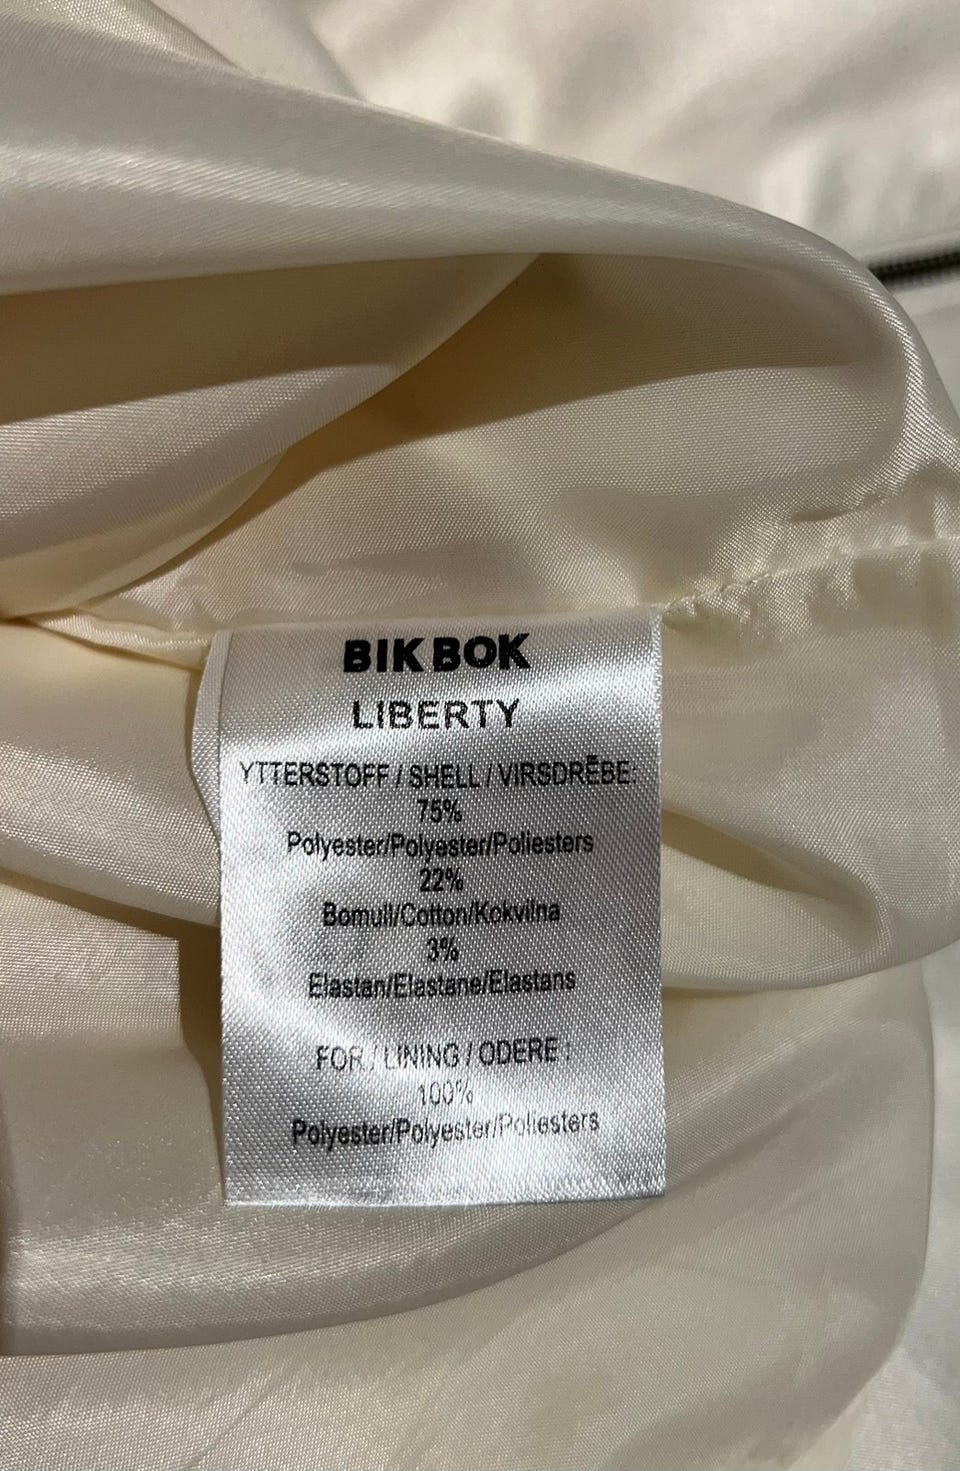 BIK BOK
LIBERTY
YTTERSTOFF / SHELL / VIRSDRĒBE:
75%
Polyester/Polyester/Poliesters
22%
Bomull/Cotton/Kokvilna
3%
Elastan/Elastane/Elastans
FOR / LINING / ODERE :
100%
Polyester/Polyester/Poliesters